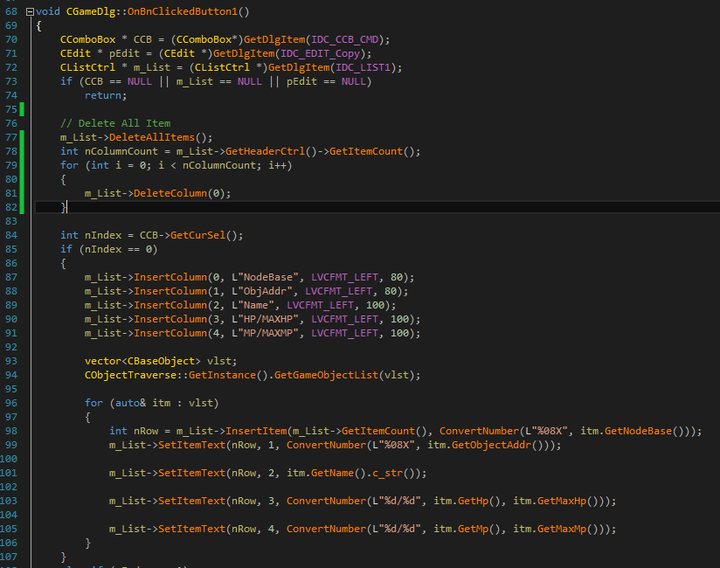 68 void CGameDlg::OnBnClickedButton1()
69 {
70 CComboBox * CCB = (CComboBox*)GetDlgItem(IDC_CCB_CMD);
71 CEdit * pEdit = (CEdit *)GetDlgItem(IDC_EDIT_Copy);
72 CListCtrl * m_List = (CListCtrl *)GetDlgItem(IDC_LIST1);
73 if (CCB == NULL || m_List == NULL || pEdit == NULL)
74 return;
75
76 // Delete All Item
77 m_List->DeleteAllItems();
78 int nColumnCount = m_List->GetHeaderCtrl()->GetItemCount();
79 for (int i = 0; i < nColumnCount; i++)
80 {
81 m_List->DeleteColumn(0);
82 }
83
84 int nIndex = CCB->GetCurSel();
85 if (nIndex == 0)
86 {
87 m_List->InsertColumn(0, L"NodeBase", LVCFMT_LEFT, 80);
88 m_List->InsertColumn(1, L"ObjAddr", LVCFMT_LEFT, 80);
89 m_List->InsertColumn(2, L"Name", LVCFMT_LEFT, 100);
90 m_List->InsertColumn(3, L"HP/MAXHP", LVCFMT_LEFT, 100);
91 m_List->InsertColumn(4, L"MP/MAXMP", LVCFMT_LEFT, 100);
92
93 vector<CBaseObject> vlst;
94 CObjectTraverse::GetInstance().GetGameObjectList(vlst);
95
96 for (auto& itm : vlst)
97 {
98 int nRow = m_List->InsertItem(m_List->GetItemCount(), ConvertNumber(L"%08X", itm.GetNodeBase()));
99 m_List->SetItemText(nRow, 1, ConvertNumber(L"%08X", itm.GetObjectAddr()));
100
101 m_List->SetItemText(nRow, 2, itm.GetName().c_str());
102
103 m_List->SetItemText(nRow, 3, ConvertNumber(L"%d/%d", itm.GetHp(), itm.GetMaxHp()));
104
105 m_List->SetItemText(nRow, 4, ConvertNumber(L"%d/%d", itm.GetMp(), itm.GetMaxMp()));
106 }
107 }